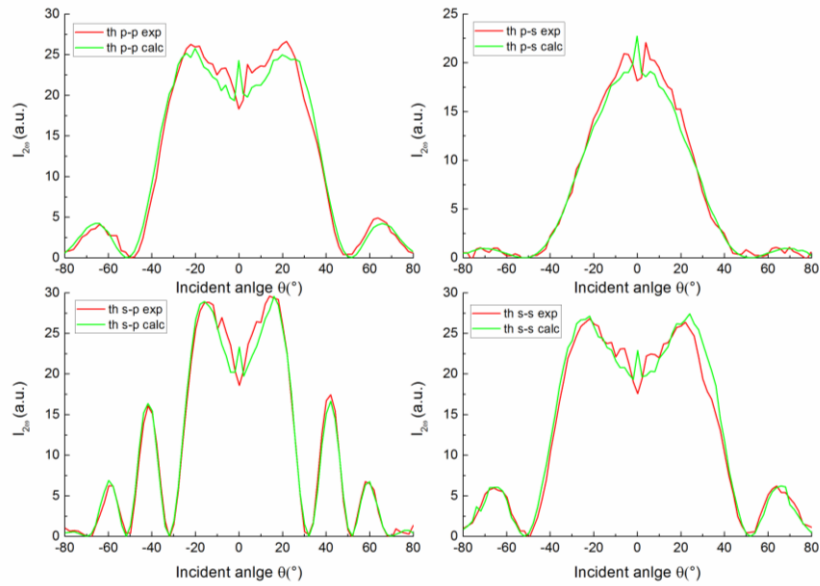 th p-p exp
th p-p calc
I2ω (a.u.)
30
25
20
15
10
5
0
-80 -60 -40 -20 0 20 40 60 80
Incident anlge θ(°)
th p-s exp
th p-s calc
I2ω (a.u.)
25
20
15
10
5
0
-80 -60 -40 -20 0 20 40 60 80
Incident anlge θ(°)
th s-p exp
th s-p calc
I2ω (a.u.)
30
25
20
15
10
5
0
-80 -60 -40 -20 0 20 40 60 80
Incident anlge θ(°)
th s-s exp
th s-s calc
I2ω (a.u.)
30
25
20
15
10
5
0
-80 -60 -40 -20 0 20 40 60 80
Incident anlge θ(°)